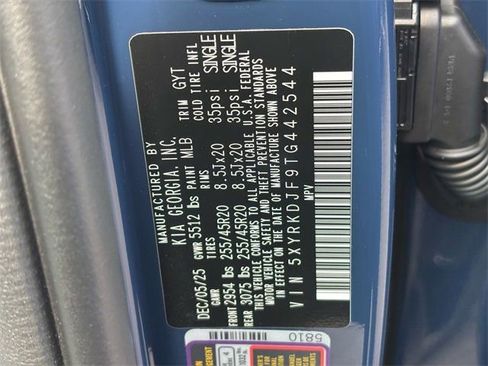 MANUFACTURED BY
KIA GEORGIA, INC.
DEC/05/25 GVWR 5512 lbs PAINT MLB TRIM GYT
GAWR TIRES RIMS COLD TIRE INFL
FRONT 2954 lbs 255/45R20 8.5Jx20 35psi SINGLE
REAR 3075 lbs 255/45R20 8.5Jx20 35psi SINGLE
THIS VEHICLE CONFORMS TO ALL APPLICABLE U.S.A. FEDERAL
MOTOR VEHICLE SAFETY AND THEFT PREVENTION STANDARDS
IN EFFECT ON THE DATE OF MANUFACTURE SHOWN ABOVE.
VIN 5XYRKDJF9TG442544
MPV
5810